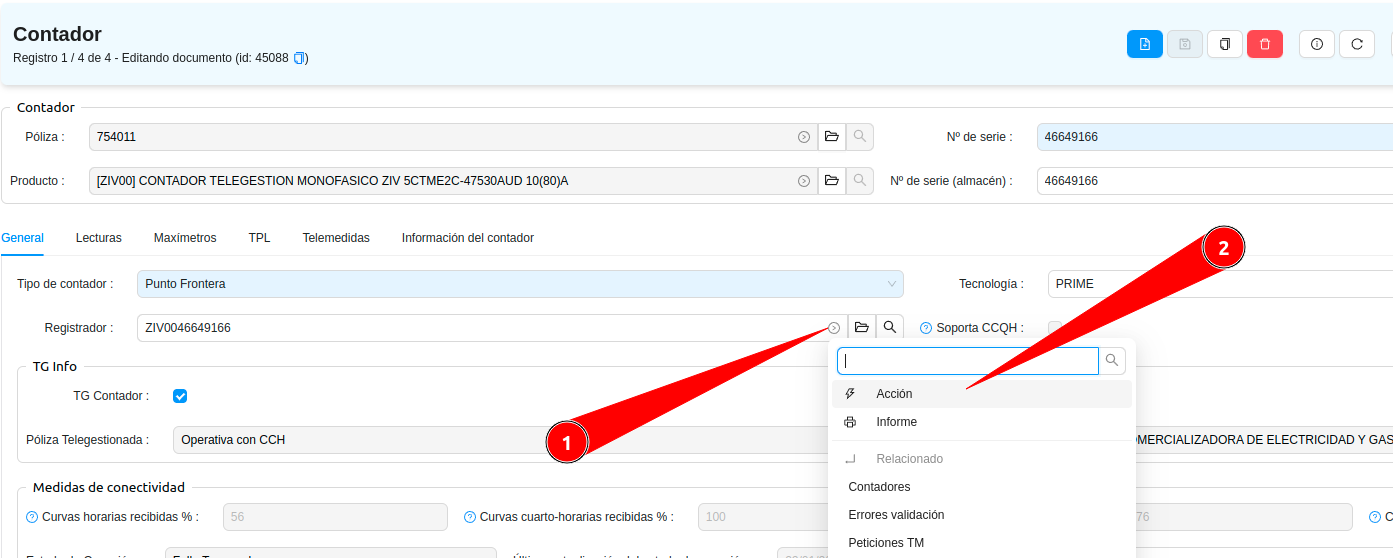 Contador
Registro 1 / 4 de 4 - Editando documento (id: 45088 )
Contador
Póliza : 754011 Nº de serie : 46649166
Producto : [ZIV00] CONTADOR TELEGESTION MONOFASICO ZIV 5CTME2C-47530AUD 10(80)A Nº de serie (almacén) : 46649166
General Lecturas Maxímetros TPL Telemedidas Información del contador
2
Tipo de contador : Punto Frontera Tecnología : PRIME
Registrador : ZIV0046649166 Soporta CCQH :
TG Info
TG Contador :
Acción
Informe
Póliza Telegestionada : Operativa con CCH 1 OMERCIALIZADORA DE ELECTRICIDAD Y GAS
Relacionado
Medidas de conectividad
Contadores
Curvas horarias recibidas % : 56 Curvas cuarto-horarias recibidas % : 100 76 C
Errores validación
Peticiones TM